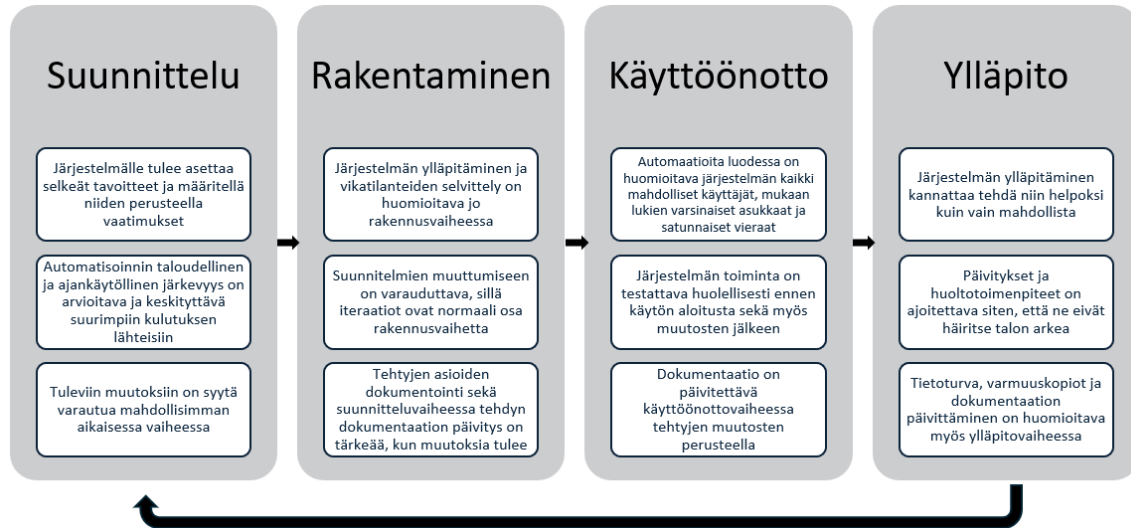 Suunnittelu
Järjestelmälle tulee asettaa
selkeät tavoitteet ja määritellä
niiden perusteella
vaatimukset
Automatisoinnin taloudellinen
ja ajankäytöllinen järkevyys on
arvioitava ja keskityttävä
suurimpiin kulutuksen
lähteisiin
Tuleviin muutoksiin on syytä
varautua mahdollisimman
aikaisessa vaiheessa
Rakentaminen
Järjestelmän ylläpitäminen ja
vikatilanteiden selvittely on
huomioitava jo
rakennusvaiheessa
Suunnitelmien muuttumiseen
on varauduttava, sillä
iteraatiot ovat normaali osa
rakennusvaihetta
Tehtyjen asioiden
dokumentointi sekä
suunnitteluvaiheessa tehdyn
dokumentaation päivitys on
tärkeää, kun muutoksia tulee
Käyttöönotto
Automaatioita luodessa on
huomioitava järjestelmän kaikki
mahdolliset käyttäjät, mukaan
lukien varsinaiset asukkaat ja
satunnaiset vieraat
Järjestelmän toiminta on
testattava huolellisesti ennen
käytön aloitusta sekä myös
muutosten jälkeen
Dokumentaatio on
päivitettävä
käyttöönottovaiheessa
tehtyjen muutosten
perusteella
Ylläpito
Järjestelmän ylläpitäminen
kannattaa tehdä niin helpoksi
kuin vain mahdollista
Päivitykset ja
huoltotoimenpiteet on
ajoitettava siten, että ne eivät
häiritse talon arkea
Tietoturva, varmuuskopiot ja
dokumentaation
päivittäminen on huomioitava
myös ylläpitovaiheessa